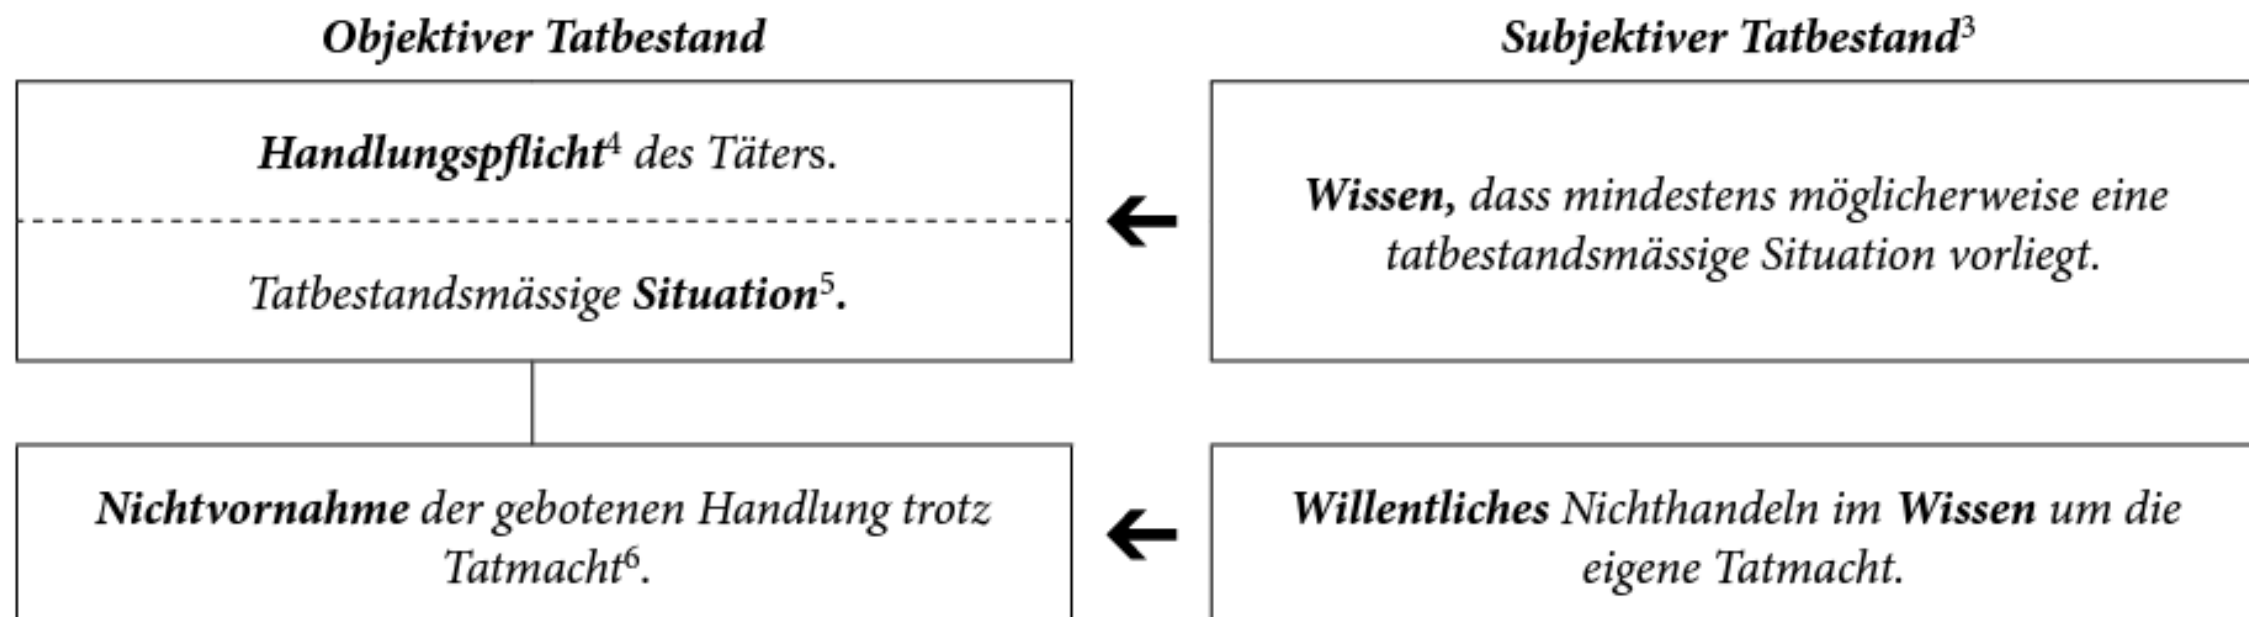 Objektiver Tatbestand
Handlungspflicht⁴ des Täters.
Tatbestandsmässige Situation⁵.
Nichtvornahme der gebotenen Handlung trotz
Tatmacht⁶.
Subjektiver Tatbestand³
Wissen, dass mindestens möglicherweise eine
tatbestandsmässige Situation vorliegt.
Willentliches Nichthandeln im Wissen um die
eigene Tatmacht.